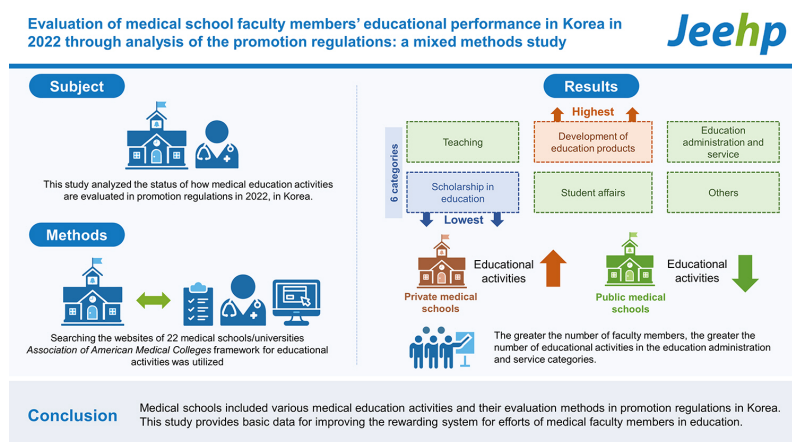 Evaluation of medical school faculty members’ educational performance in Korea in
2022 through analysis of the promotion regulations: a mixed methods study
Jeehp
Subject
This study analyzed the status of how medical education activities
are evaluated in promotion regulations in 2022, in Korea.
Methods
Searching the websites of 22 medical schools/universities
Association of American Medical Colleges framework for educational
activities was utilized
Results
Highest
6 categories
Teaching
Development of
education products
Education
administration and
service
Scholarship in
education
Student affairs
Others
Lowest
Educational
activities
Private medical
schools
Educational
activities
Public medical
schools
The greater the number of faculty members, the greater the
number of educational activities in the education administration
and service categories.
Conclusion
Medical schools included various medical education activities and their evaluation methods in promotion regulations in Korea.
This study provides basic data for improving the rewarding system for efforts of medical faculty members in education.